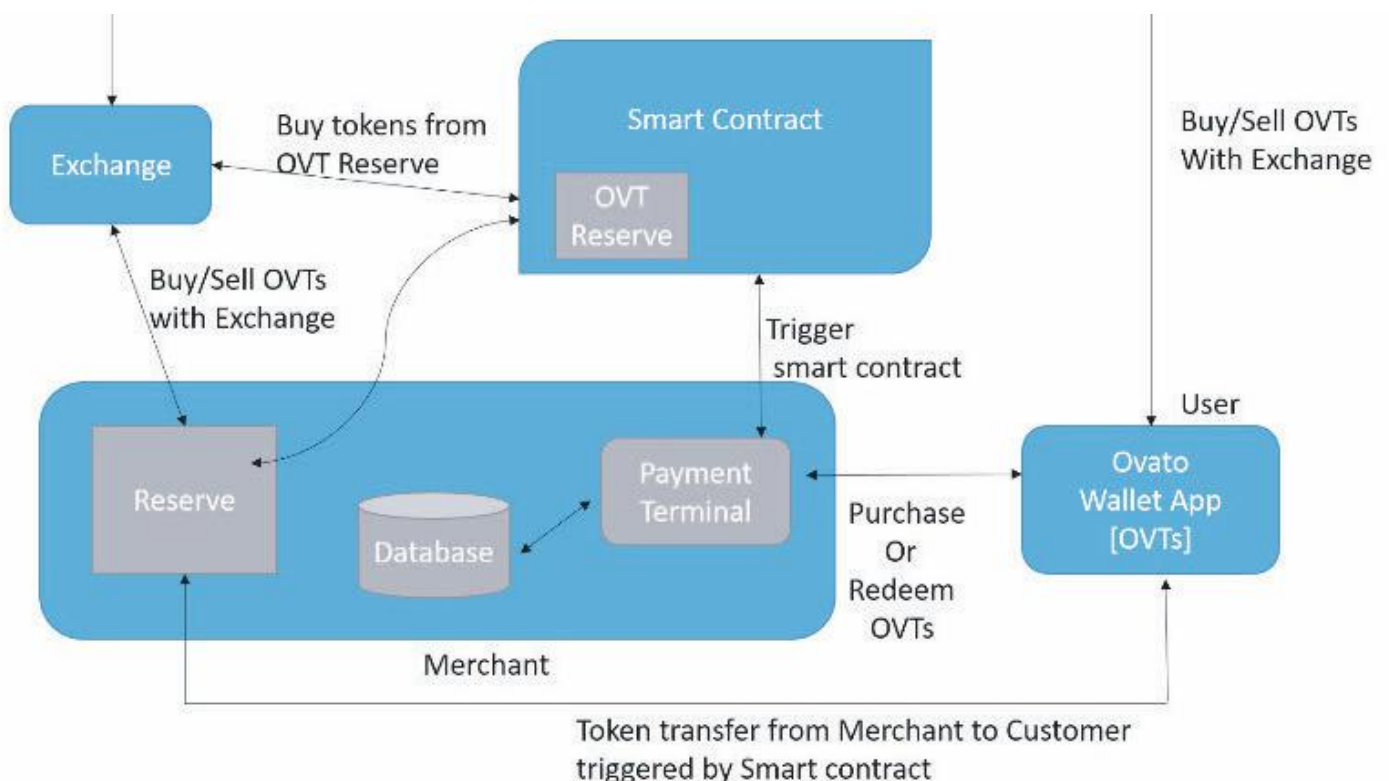 Smart Contract
Buy tokens from
OVT Reserve
Buy/Sell OVTs
With Exchange
Exchange
OVT
Reserve
Buy/Sell OVTs
with Exchange
Trigger
smart contract
User
Reserve
Database
Payment
Terminal
Ovato
Wallet App
[OVTs]
Purchase
Or
Redeem
OVTs
Merchant
Token transfer from Merchant to Customer
triggered by Smart contract